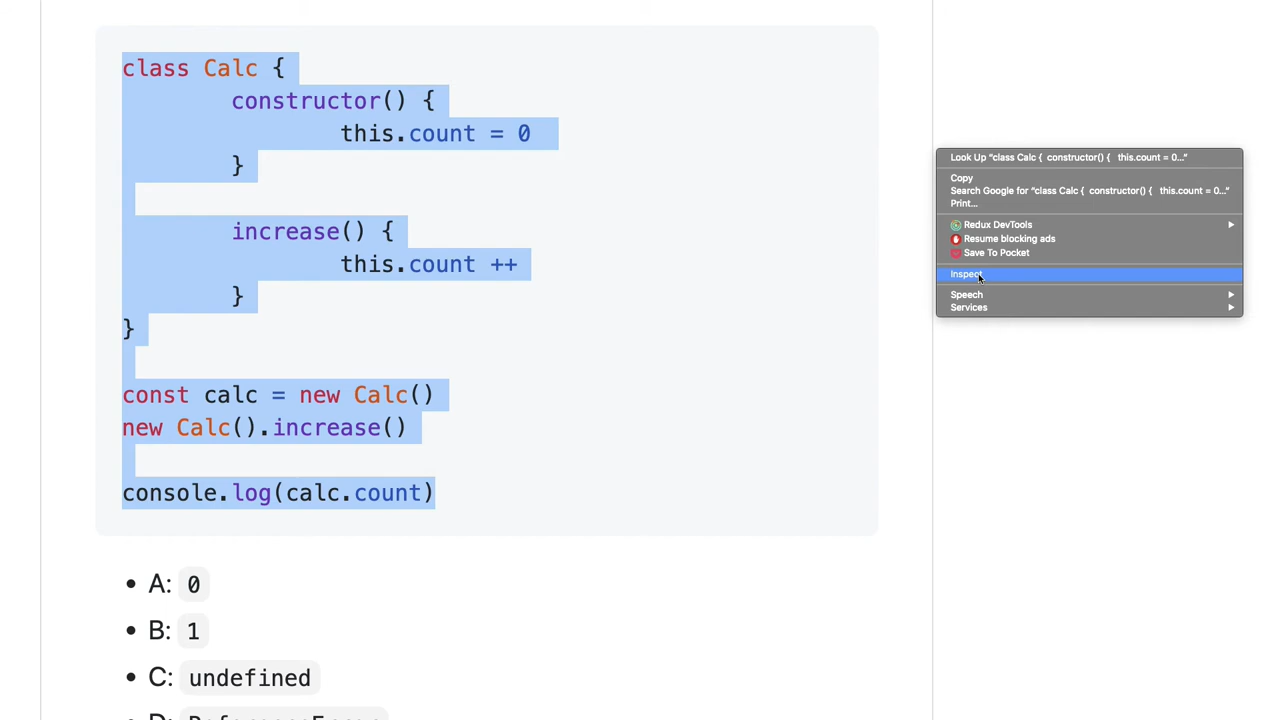 class Calc {
constructor() {
this.count = 0
}
increase() {
this.count ++
}
}
const calc = new Calc()
new Calc().increase()
console.log(calc.count)
A: 0
B: 1
C: undefined
D: ReferenceError
Look Up “class Calc { constructor() { this.count = 0...”
Copy
Search Google for “class Calc { constructor() { this.count = 0...”
Print...
Redux DevTools
Resume blocking ads
Save To Pocket
Inspect
Speech
Services